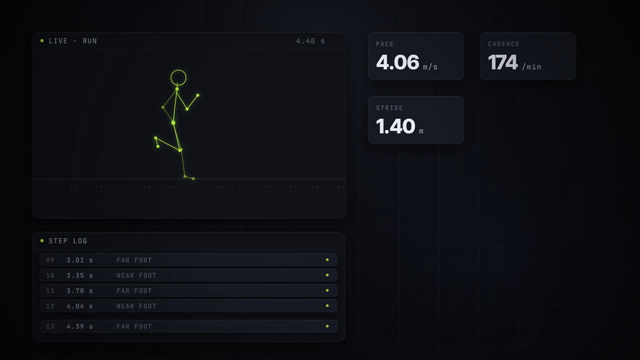 LIVE · RUN
4.40 s
PACE
4.06 m/s
CADENCE
174 /min
STRIDE
1.40 m
STEP LOG
09 3.01 s FAR FOOT
10 3.35 s NEAR FOOT
11 3.70 s FAR FOOT
12 4.04 s NEAR FOOT
13 4.39 s FAR FOOT